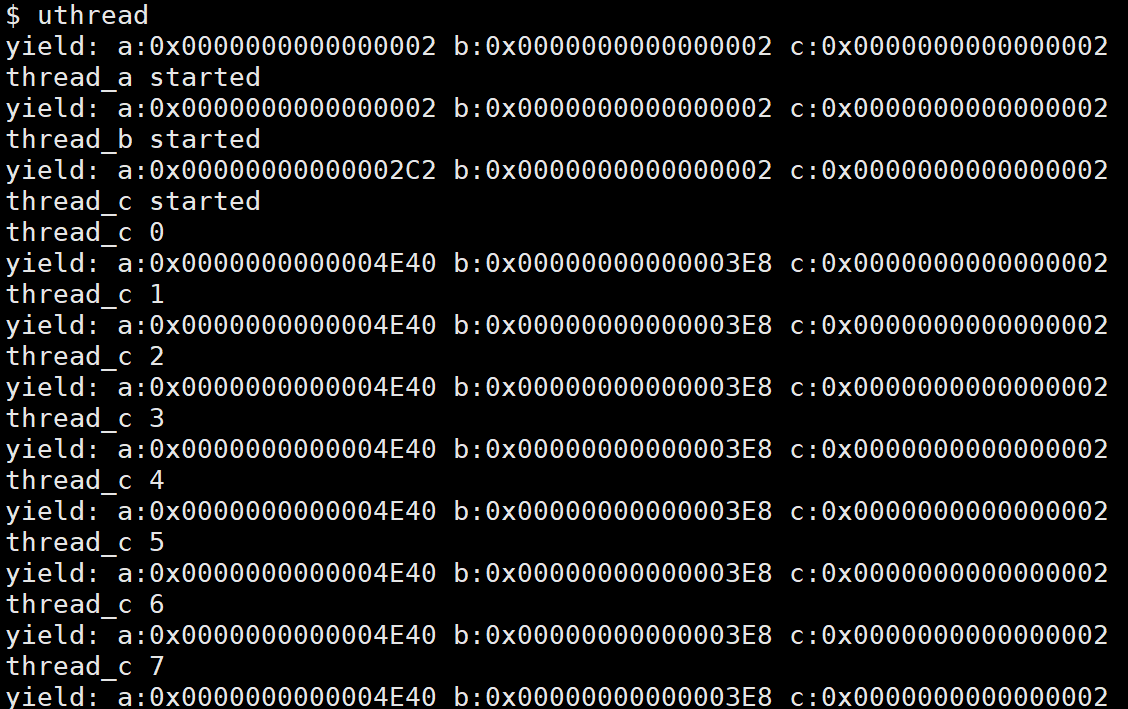 $ uthread
yield: a:0x0000000000000002 b:0x0000000000000002 c:0x0000000000000002
thread_a started
yield: a:0x0000000000000002 b:0x0000000000000002 c:0x0000000000000002
thread_b started
yield: a:0x00000000000002C2 b:0x0000000000000002 c:0x0000000000000002
thread_c started
thread_c 0
yield: a:0x0000000000004E40 b:0x00000000000003E8 c:0x0000000000000002
thread_c 1
yield: a:0x0000000000004E40 b:0x00000000000003E8 c:0x0000000000000002
thread_c 2
yield: a:0x0000000000004E40 b:0x00000000000003E8 c:0x0000000000000002
thread_c 3
yield: a:0x0000000000004E40 b:0x00000000000003E8 c:0x0000000000000002
thread_c 4
yield: a:0x0000000000004E40 b:0x00000000000003E8 c:0x0000000000000002
thread_c 5
yield: a:0x0000000000004E40 b:0x00000000000003E8 c:0x0000000000000002
thread_c 6
yield: a:0x0000000000004E40 b:0x00000000000003E8 c:0x0000000000000002
thread_c 7
yield: a:0x0000000000004E40 b:0x00000000000003E8 c:0x0000000000000002